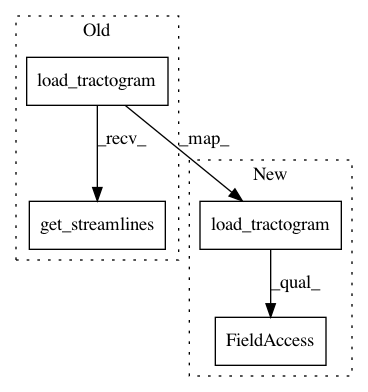 Old
load_tractogram
_recv_
_map_
New
get_streamlines
load_tractogram
_qual_
FieldAccess